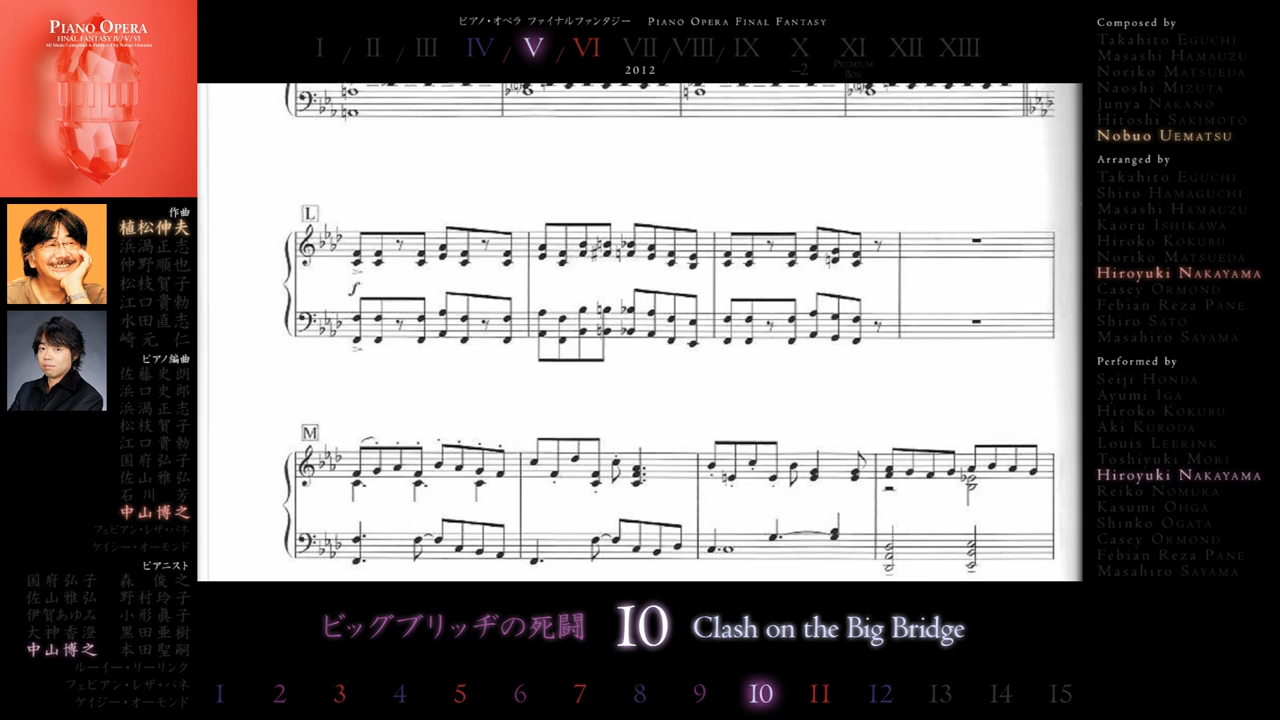 PIANO OPERA
FINAL FANTASY IV/V/VI
All Music Composed & Produced by Nobuo Uematsu
ピアノ・オペラ ファイナルファンタジー PIANO OPERA FINAL FANTASY
I / II / III IV / V / VI VII / VIII / IX X XI XII XIII
–2 PREMIUM BOX
2012
作曲
植松伸夫
浜渦正志
仲野順也
松枝賀子
江口貴勅
水田直志
崎元仁
ピアノ編曲
佐藤史朗
浜口史郎
浜渦正志
松枝賀子
江口貴勅
国府弘子
佐山雅弘
石川芳
中山博之
フェビアン・レザ・パネ
ケイシー・オーモンド
ピアニスト
国府弘子 森俊之
佐山雅弘 野村玲子
伊賀あゆみ 小形眞子
大神香澄 黒田亜樹
中山博之 本田聖嗣
ルーイー・リーリンク
フェビアン・レザ・パネ
ケイジー・オーモンド
L
f
M
Composed by
Takahito EGUCHI
Masashi HAMAUZU
Noriko MATSUEDA
Naoshi MIZUTA
Junya NAKANO
Hitoshi SAKIMOTO
Nobuo UEMATSU
Arranged by
Takahito EGUCHI
Shiro HAMAGUCHI
Masashi HAMAUZU
Kaoru ISHIKAWA
Hiroko KOKUBU
Noriko MATSUEDA
Hiroyuki NAKAYAMA
Casey ORMOND
Febian Reza PANE
Shiro SATO
Masahiro SAYAMA
Performed by
Seiji HONDA
Ayumi IGA
Hiroko KOKUBU
Aki KURODA
Louis LEERINK
Toshiyuki MORI
Hiroyuki NAKAYAMA
Reiko NOMURA
Kasumi OHGA
Shinko OGATA
Casey ORMOND
Febian Reza PANE
Masahiro SAYAMA
ビッグブリッヂの死闘 10 Clash on the Big Bridge
1 2 3 4 5 6 7 8 9 10 11 12 13 14 15